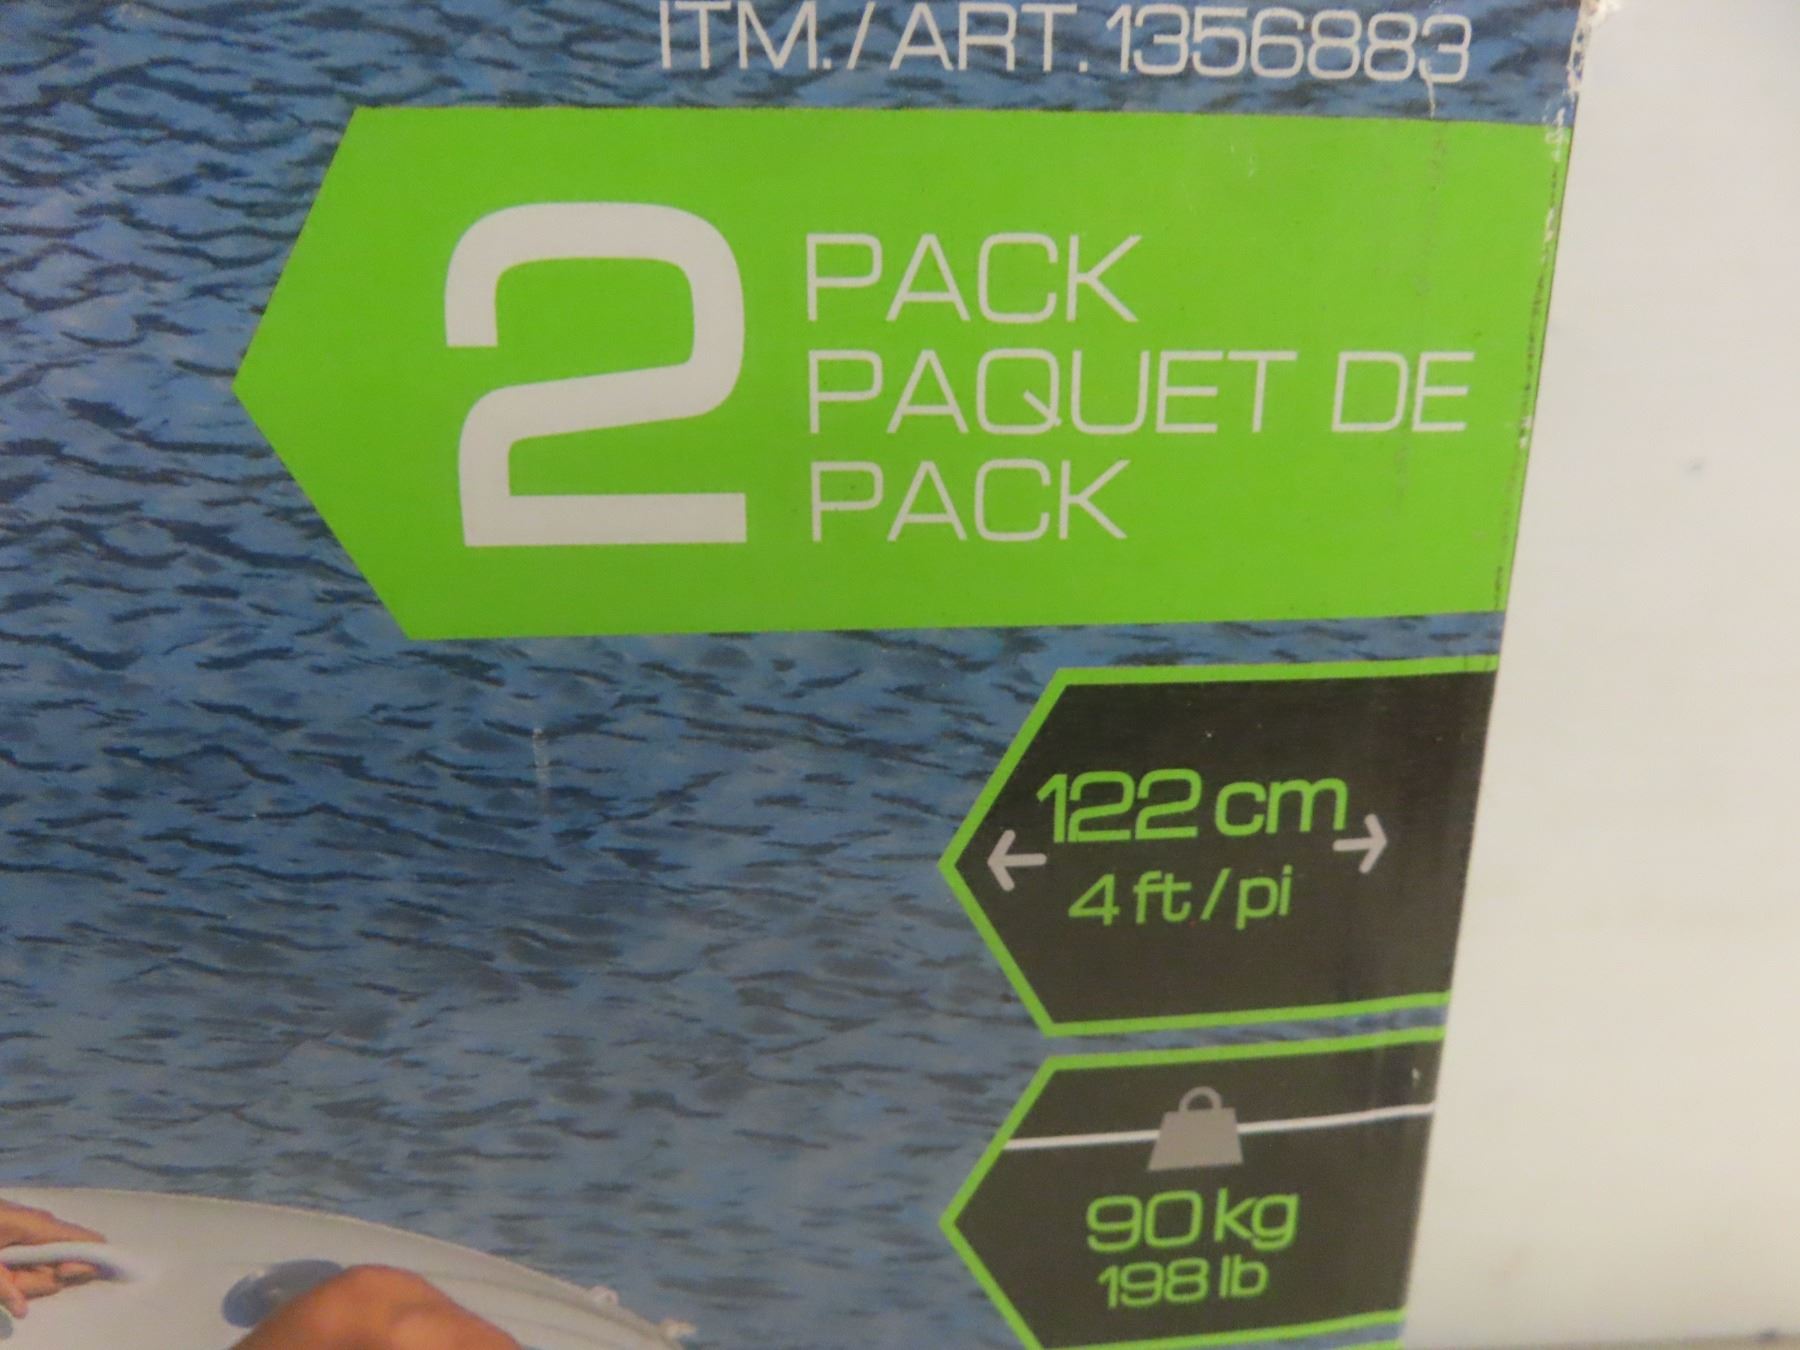 ITM./ART. 1356883
2 PACK
PAQUET DE
PACK
122 cm
4 ft/pi
90 kg
198 lb